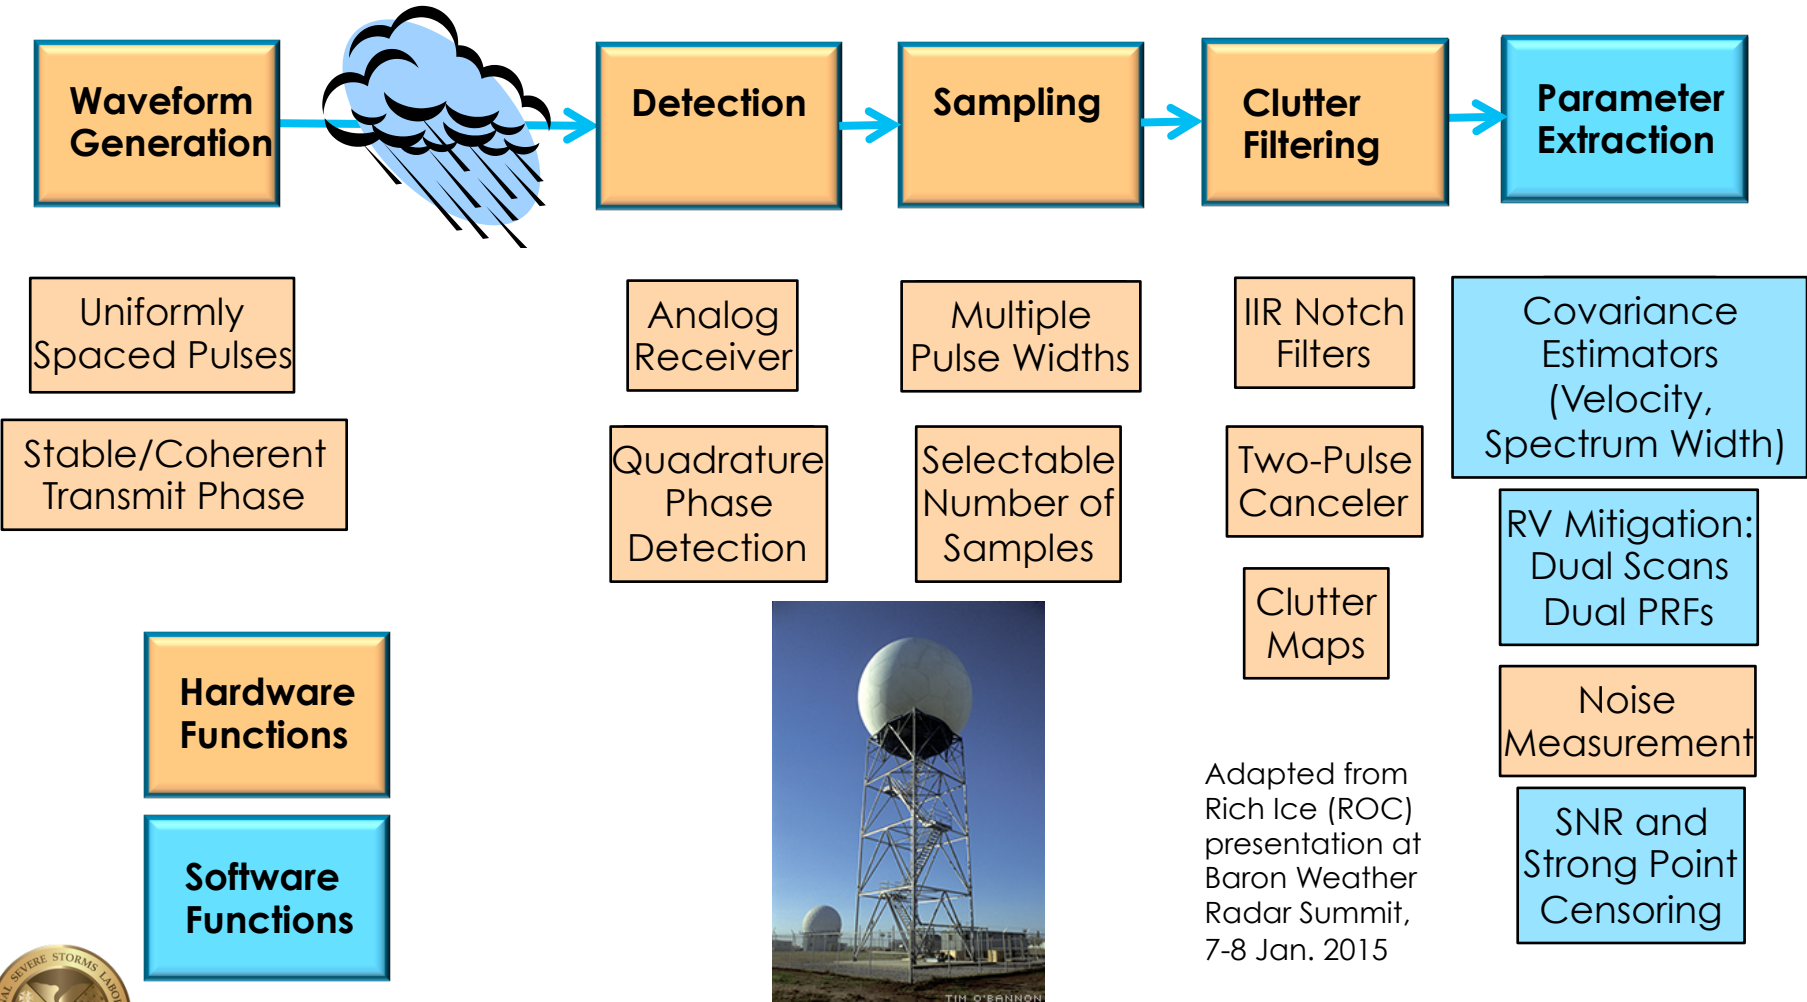 Waveform
Generation
Detection
Sampling
Clutter
Filtering
Parameter
Extraction
Uniformly
Spaced Pulses
Stable/Coherent
Transmit Phase
Analog
Receiver
Quadrature
Phase
Detection
Multiple
Pulse Widths
Selectable
Number of
Samples
IIR Notch
Filters
Two-Pulse
Canceler
Clutter
Maps
Covariance
Estimators
(Velocity,
Spectrum Width)
RV Mitigation:
Dual Scans
Dual PRFs
Noise
Measurement
SNR and
Strong Point
Censoring
Hardware
Functions
Software
Functions
Adapted from
Rich Ice (ROC)
presentation at
Baron Weather
Radar Summit,
7-8 Jan. 2015
TIM O'BANNON
SEVERE STORMS